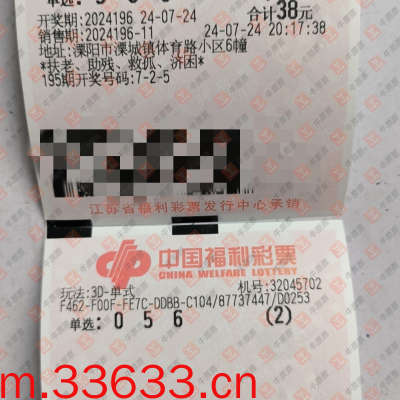 开奖期:2024196 24-07-24 合计38元
销售期:2024196-11 24-07-24 20:17:38
地址:溧阳市溧城镇体育路小区6幢
*扶老、助残、救孤、济困*
195期开奖号码:7-2-5
江苏省福利彩票发行中心承销
中国福利彩票
CHINA WELFARE LOTTERY
玩法:3D-单式 机号:32045702
F462-F00F-FE7C-DDBB-C104/87737447/D0253
单选: 0 5 6 (2)
m.33633.cn